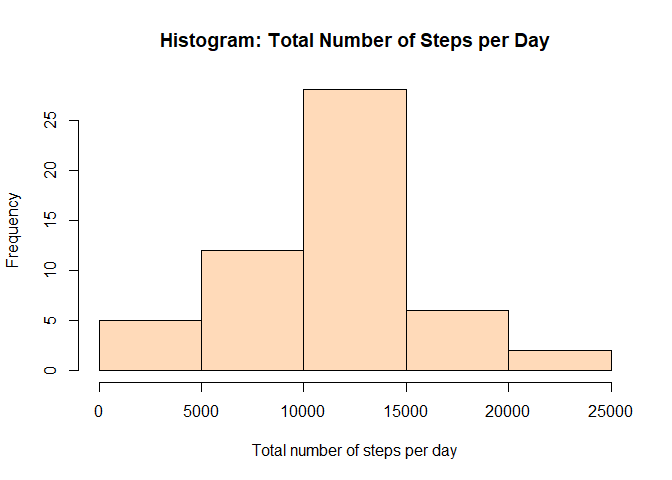 Histogram: Total Number of Steps per Day
Frequency
25
20
15
10
5
0
0 5000 10000 15000 20000 25000
Total number of steps per day